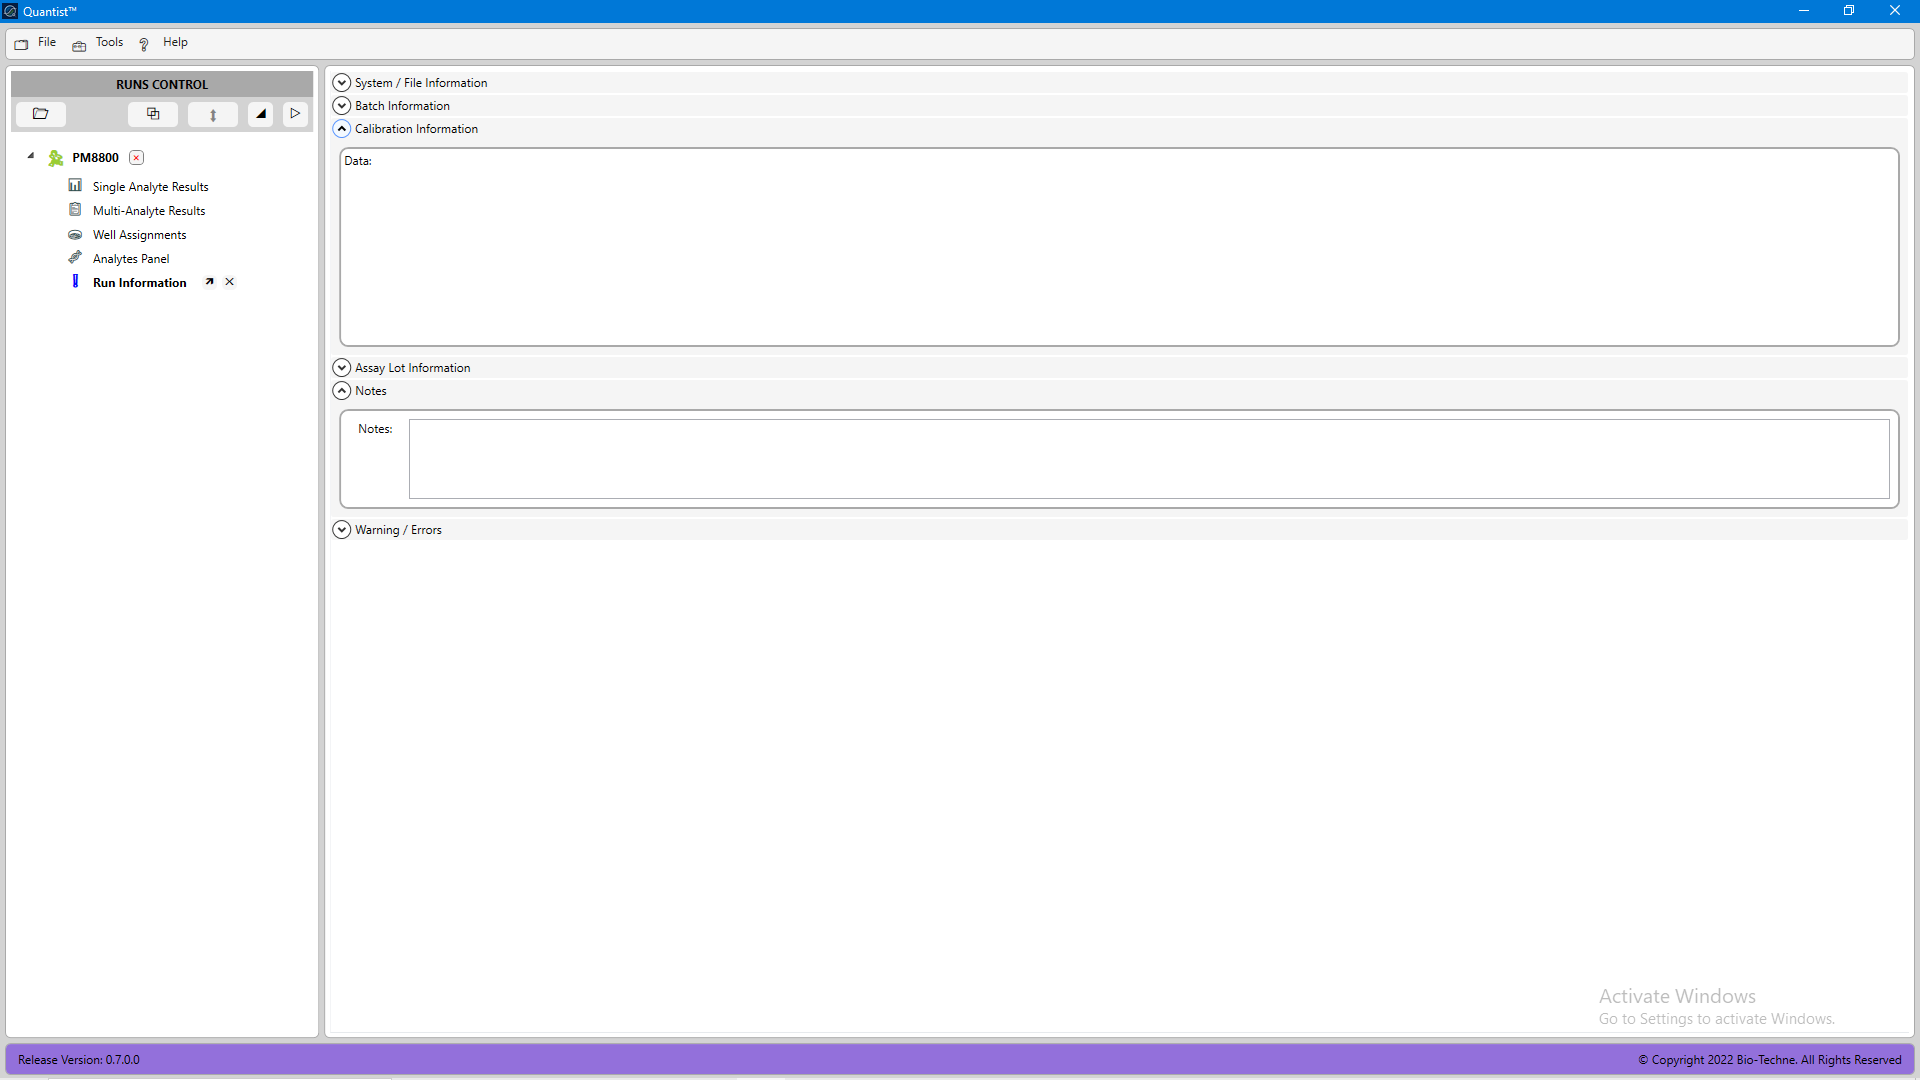 Quantist™
File Tools Help
RUNS CONTROL
PM8800
Single Analyte Results
Multi-Analyte Results
Well Assignments
Analytes Panel
Run Information
System / File Information
Batch Information
Calibration Information
Data:
Assay Lot Information
Notes
Notes:
Warning / Errors
Activate Windows
Go to Settings to activate Windows.
Release Version: 0.7.0.0
© Copyright 2022 Bio-Techne. All Rights Reserved